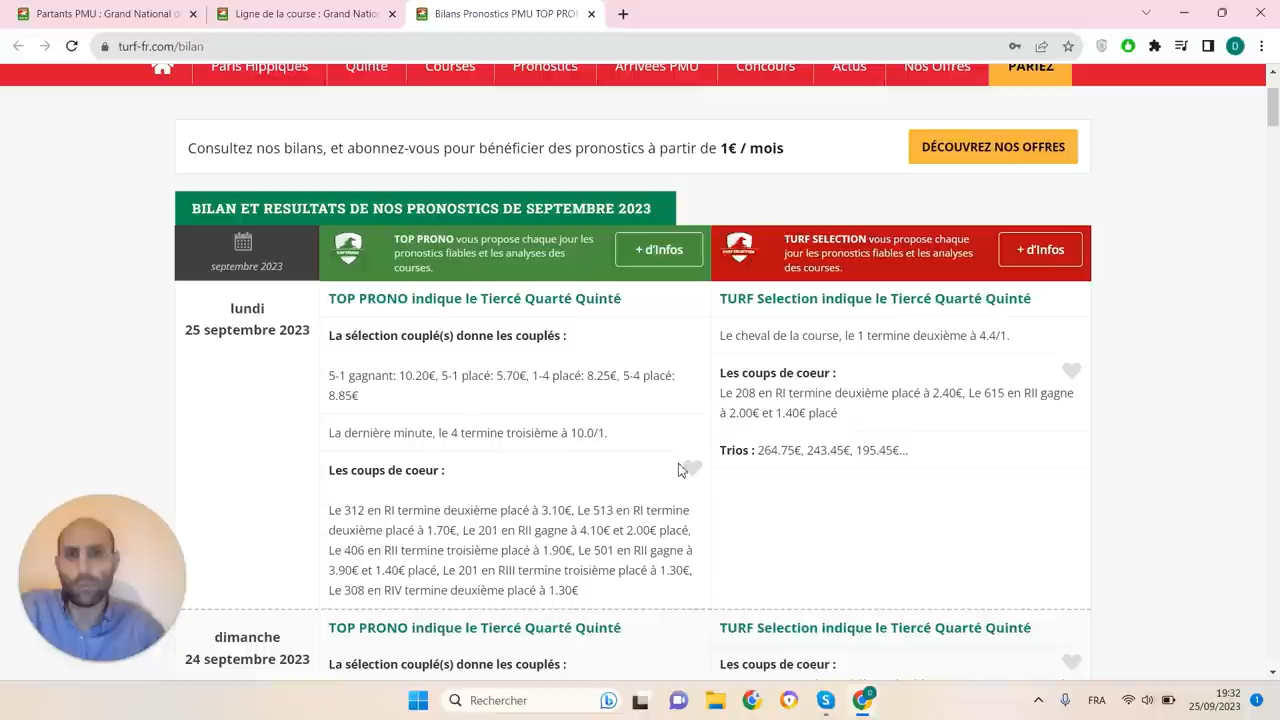 Partants PMU : Grand National d
Ligne de la course : Grand Natio
Bilans Pronostics PMU TOP PRO
turf-fr.com/bilan
Paris Hippiques
Quinté
Courses
Pronostics
Arrivées PMU
Concours
Actus
Nos Offres
PARIEZ
Consultez nos bilans, et abonnez-vous pour bénéficier des pronostics à partir de 1€ / mois
DÉCOUVREZ NOS OFFRES
BILAN ET RESULTATS DE NOS PRONOSTICS DE SEPTEMBRE 2023
septembre 2023
TOP PRONO vous propose chaque jour les
pronostics fiables et les analyses des
courses.
+ d'Infos
TURF SELECTION vous propose chaque
jour les pronostics fiables et les analyses
des courses.
+ d'Infos
lundi
25 septembre 2023
TOP PRONO indique le Tiercé Quarté Quinté
La sélection couplé(s) donne les couplés :
5-1 gagnant: 10.20€, 5-1 placé: 5.70€, 1-4 placé: 8.25€, 5-4 placé:
8.85€
La dernière minute, le 4 termine troisième à 10.0/1.
Les coups de coeur :
Le 312 en RI termine deuxième placé à 3.10€, Le 513 en RI termine
deuxième placé à 1.70€, Le 201 en RII gagne à 4.10€ et 2.00€ placé,
Le 406 en RII termine troisième placé à 1.90€, Le 501 en RII gagne à
3.90€ et 1.40€ placé, Le 201 en RIII termine troisième placé à 1.30€,
Le 308 en RIV termine deuxième placé à 1.30€
TURF Selection indique le Tiercé Quarté Quinté
Le cheval de la course, le 1 termine deuxième à 4.4/1.
Les coups de coeur :
Le 208 en RI termine deuxième placé à 2.40€, Le 615 en RII gagne
à 2.00€ et 1.40€ placé
Trios : 264.75€, 243.45€, 195.45€...
dimanche
24 septembre 2023
TOP PRONO indique le Tiercé Quarté Quinté
La sélection couplé(s) donne les couplés :
TURF Selection indique le Tiercé Quarté Quinté
Les coups de coeur :
Rechercher
FRA
19:32
25/09/2023